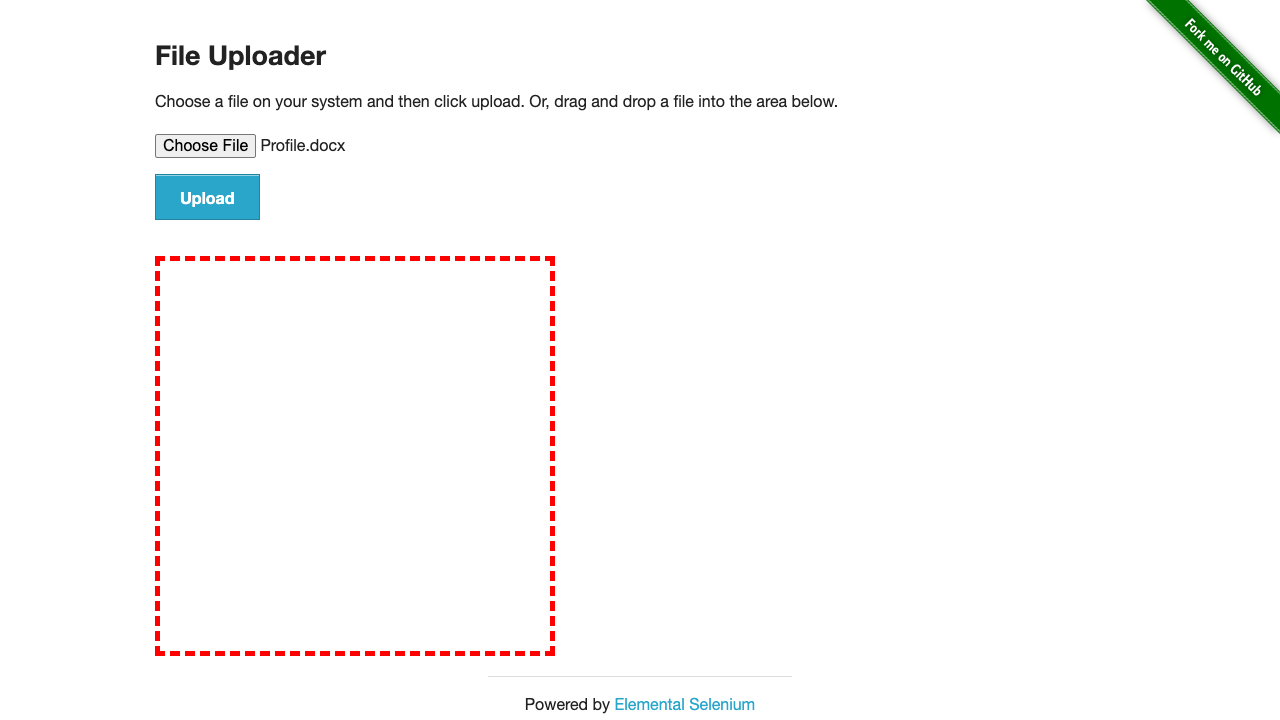 Fork me on GitHub
File Uploader
Choose a file on your system and then click upload. Or, drag and drop a file into the area below.
Choose File Profile.docx
Upload
Powered by Elemental Selenium